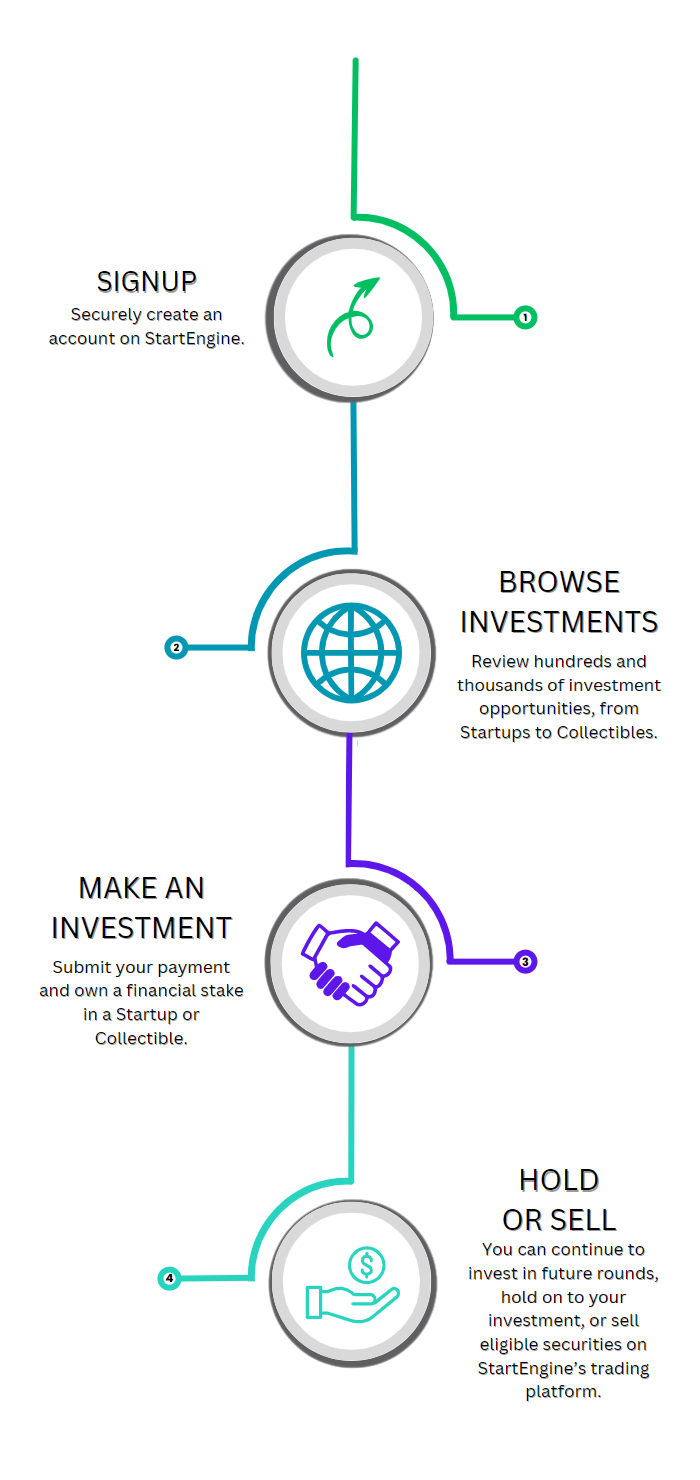 SIGNUP
Securely create an
account on StartEngine.
1
BROWSE
INVESTMENTS
Review hundreds and
thousands of investment
opportunities, from
Startups to Collectibles.
2
MAKE AN
INVESTMENT
Submit your payment
and own a financial stake
in a Startup or
Collectible.
3
HOLD
OR SELL
You can continue to
invest in future rounds,
hold on to your
investment, or sell
eligible securities on
StartEngine's trading
platform.
4
$